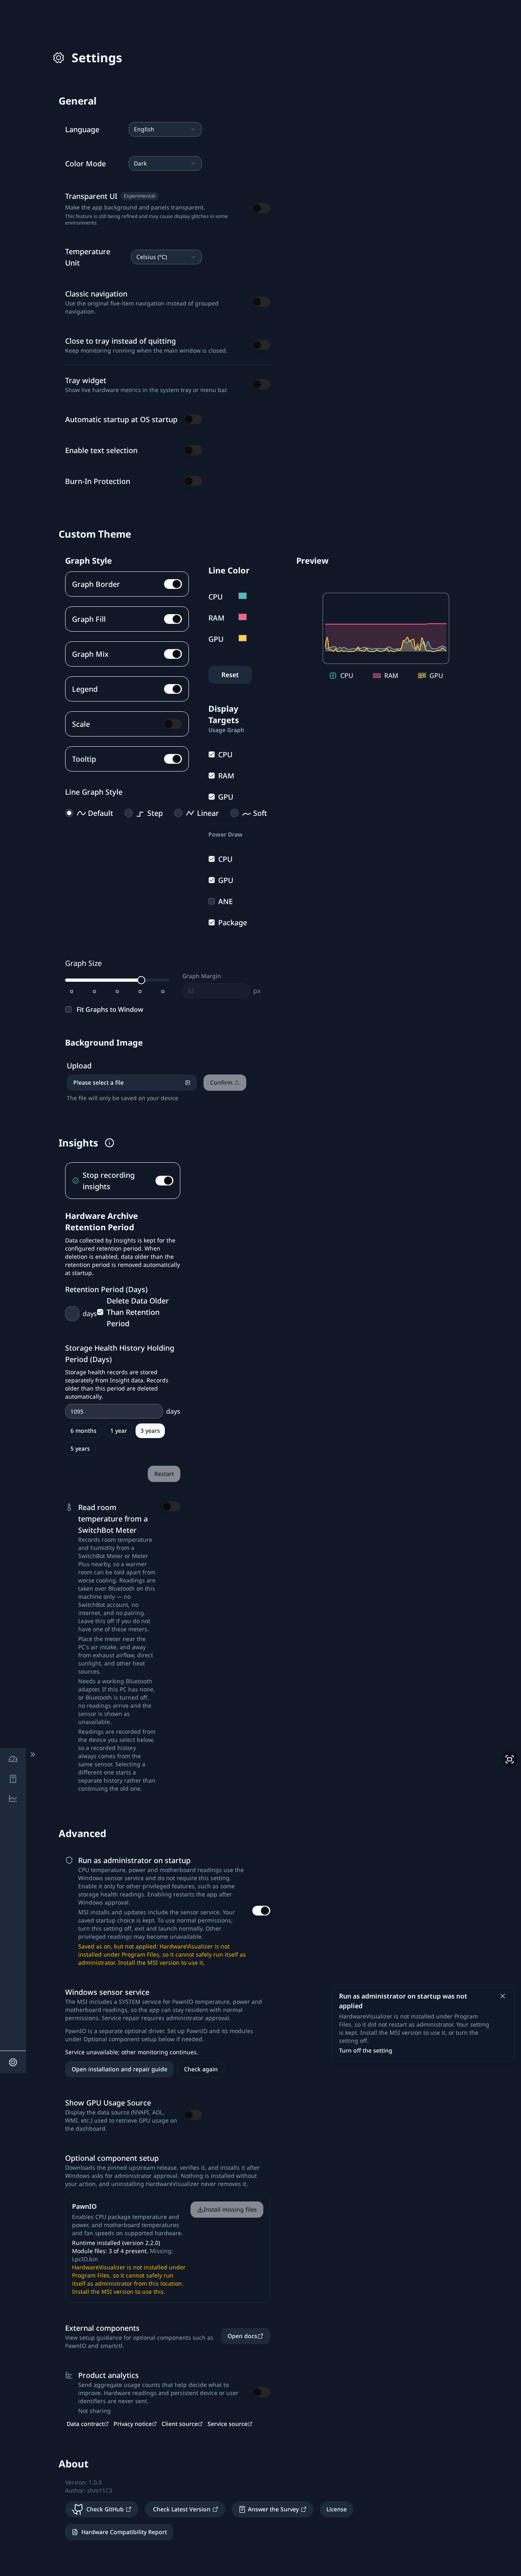 Settings
General
Language
English
Color Mode
Dark
Transparent UI Experimental
Make the app background and panels transparent.
This feature is still being refined and may cause display glitches in some
environments.
Temperature
Unit
Celsius (°C)
Classic navigation
Use the original five-item navigation instead of grouped
navigation.
Close to tray instead of quitting
Keep monitoring running when the main window is closed.
Tray widget
Show live hardware metrics in the system tray or menu bar.
Automatic startup at OS startup
Enable text selection
Burn-In Protection
Custom Theme
Graph Style
Graph Border
Graph Fill
Graph Mix
Legend
Scale
Tooltip
Line Graph Style
Default Step Linear Soft
Line Color
CPU
RAM
GPU
Reset
Display
Targets
Usage Graph
CPU
RAM
GPU
Power Draw
CPU
GPU
ANE
Package
Preview
CPU RAM GPU
Graph Size
Graph Margin
32 px
Fit Graphs to Window
Background Image
Upload
Please select a file
Confirm
The file will only be saved on your device
Insights
Stop recording
insights
Hardware Archive
Retention Period
Data collected by Insights is kept for the
configured retention period. When
deletion is enabled, data older than the
retention period is removed automatically
at startup.
Retention Period (Days)
days
Delete Data Older
Than Retention
Period
Storage Health History Holding
Period (Days)
Storage health records are stored
separately from Insight data. Records
older than this period are deleted
automatically.
1095 days
6 months 1 year 3 years
5 years
Restart
Read room
temperature from a
SwitchBot Meter
Records room temperature
and humidity from a
SwitchBot Meter or Meter
Plus nearby, so a warmer
room can be told apart from
worse cooling. Readings are
taken over Bluetooth on this
machine only — no
SwitchBot account, no
internet, and no pairing.
Leave this off if you do not
have one of these meters.
Place the meter near the
PC's air intake, and away
from exhaust airflow, direct
sunlight, and other heat
sources.
Needs a working Bluetooth
adapter. If this PC has none,
or Bluetooth is turned off,
no readings arrive and the
sensor is shown as
unavailable.
Readings are recorded from
the device you select below,
so a recorded history
always comes from the
same sensor. Selecting a
different one starts a
separate history rather than
continuing the old one.
Advanced
Run as administrator on startup
CPU temperature, power and motherboard readings use the
Windows sensor service and do not require this setting.
Enable it only for other privileged features, such as some
storage health readings. Enabling restarts the app after
Windows approval.
MSI installs and updates include the sensor service. Your
saved startup choice is kept. To use normal permissions,
turn this setting off, exit and launch normally. Other
privileged readings may become unavailable.
Saved as on, but not applied: HardwareVisualizer is not
installed under Program Files, so it cannot safely run itself as
administrator. Install the MSI version to use it.
Windows sensor service
The MSI includes a SYSTEM service for PawnIO temperature, power and
motherboard readings, so the app can stay resident with normal
permissions. Service repair requires administrator approval.
PawnIO is a separate optional driver. Set up PawnIO and its modules
under Optional component setup below if needed.
Service unavailable; other monitoring continues.
Open installation and repair guide
Check again
Run as administrator on startup was not
applied
HardwareVisualizer is not installed under Program
Files, so it did not restart as administrator. Your setting
is kept. Install the MSI version to use it, or turn the
setting off.
Turn off the setting
Show GPU Usage Source
Display the data source (NVAPI, ADL,
WMI, etc.) used to retrieve GPU usage on
the dashboard.
Optional component setup
Downloads the pinned upstream release, verifies it, and installs it after
Windows asks for administrator approval. Nothing is installed without
your action, and uninstalling HardwareVisualizer never removes it.
PawnIO
Enables CPU package temperature and
power, and motherboard temperatures
and fan speeds on supported hardware.
Runtime installed (version 2.2.0)
Module files: 3 of 4 present. Missing:
LpcIO.bin
HardwareVisualizer is not installed under
Program Files, so it cannot safely run
itself as administrator from this location.
Install the MSI version to use this.
Install missing files
External components
View setup guidance for optional components such as
PawnIO and smartctl.
Open docs
Product analytics
Send aggregate usage counts that help decide what to
improve. Hardware readings and persistent device or user
identifiers are never sent.
Not sharing
Data contract Privacy notice Client source Service source
About
Version: 1.0.0
Author: shm11C3
Check GitHub
Check Latest Version
Answer the Survey
License
Hardware Compatibility Report